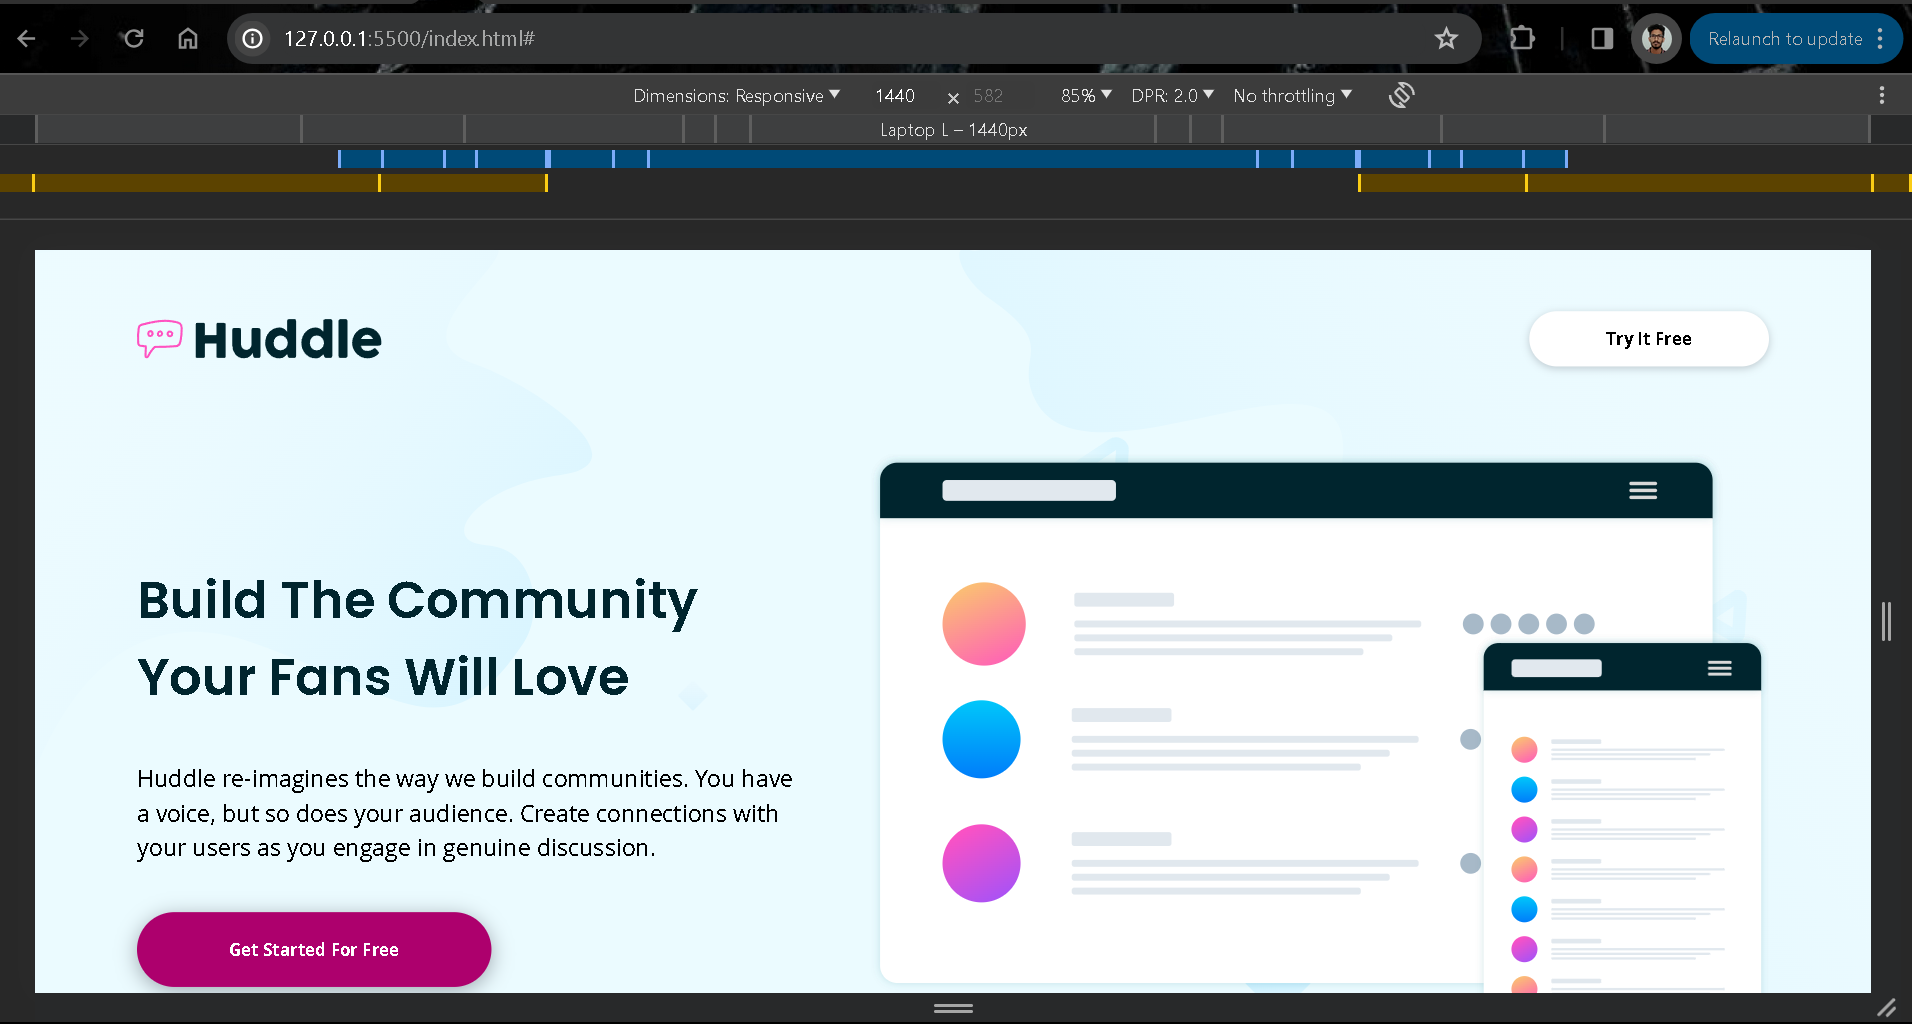 127.0.0.1:5500/index.html#
Relaunch to update
Dimensions: Responsive
1440 × 582
85%
DPR: 2.0
No throttling
Laptop L – 1440px
Huddle
Try It Free
Build The Community
Your Fans Will Love
Huddle re-imagines the way we build communities. You have
a voice, but so does your audience. Create connections with
your users as you engage in genuine discussion.
Get Started For Free